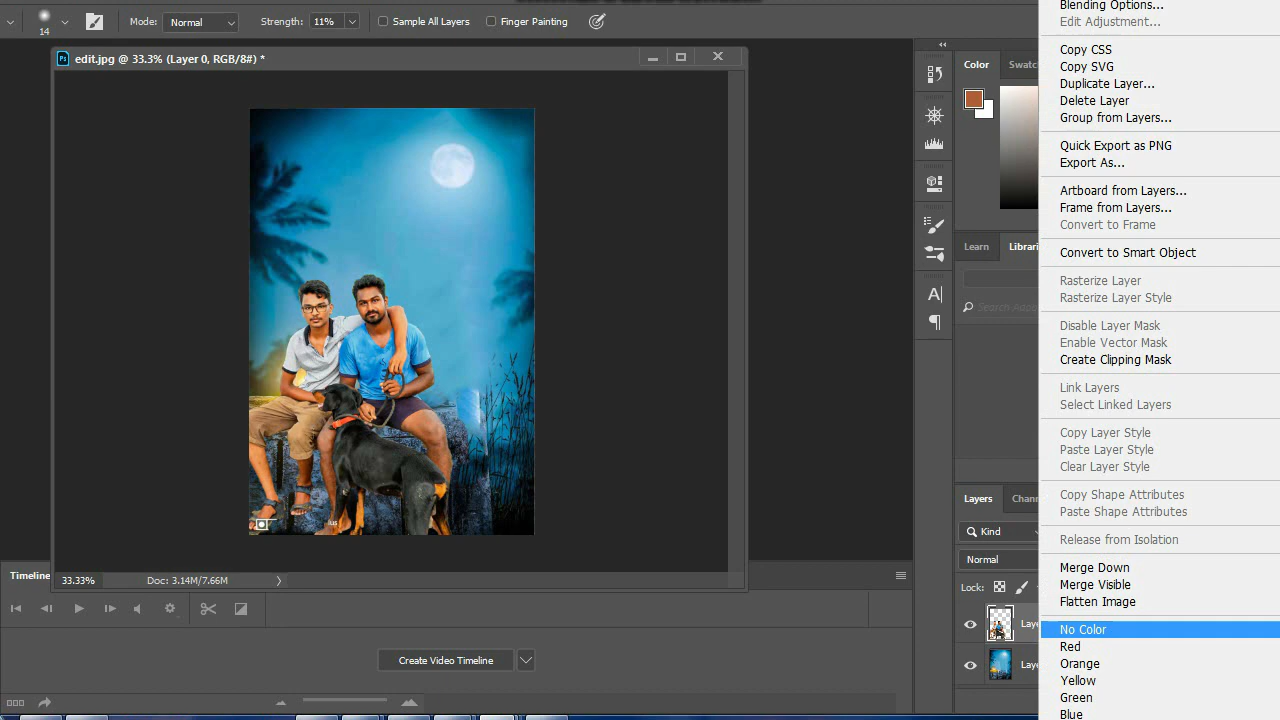 14
Mode:
Normal
Strength:
11%
Sample All Layers
Finger Painting
edit.jpg @ 33.3% (Layer 0, RGB/8#) *
33.33%
Doc: 3.14M/7.66M
Timeline
Create Video Timeline
Color
Swatc
Learn
Librari
Layers
Chann
Kind
Normal
Lock:
Laye
Laye
Blending Options...
Edit Adjustment...
Copy CSS
Copy SVG
Duplicate Layer...
Delete Layer
Group from Layers...
Quick Export as PNG
Export As...
Artboard from Layers...
Frame from Layers...
Convert to Frame
Convert to Smart Object
Rasterize Layer
Rasterize Layer Style
Disable Layer Mask
Enable Vector Mask
Create Clipping Mask
Link Layers
Select Linked Layers
Copy Layer Style
Paste Layer Style
Clear Layer Style
Copy Shape Attributes
Paste Shape Attributes
Release from Isolation
Merge Down
Merge Visible
Flatten Image
No Color
Red
Orange
Yellow
Green
Blue